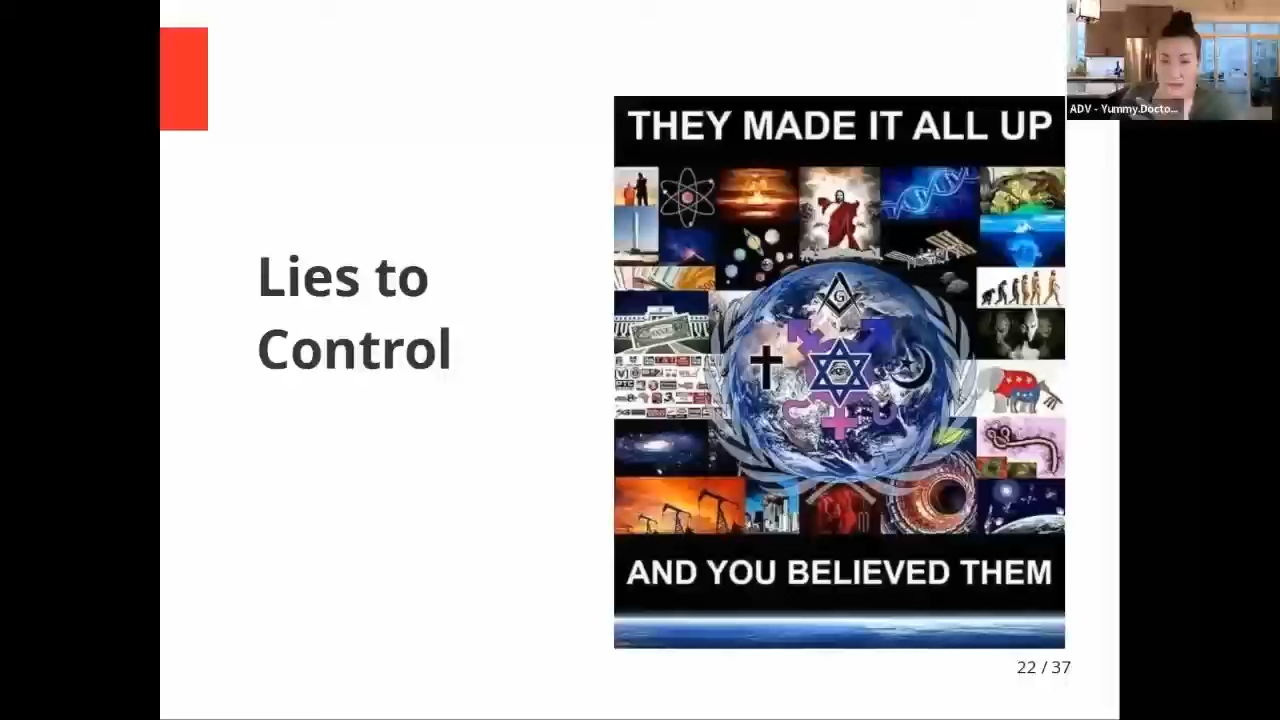 ADV - Yummy.Docto...
THEY MADE IT ALL UP
Lies to
Control
G
AND YOU BELIEVED THEM
22 / 37